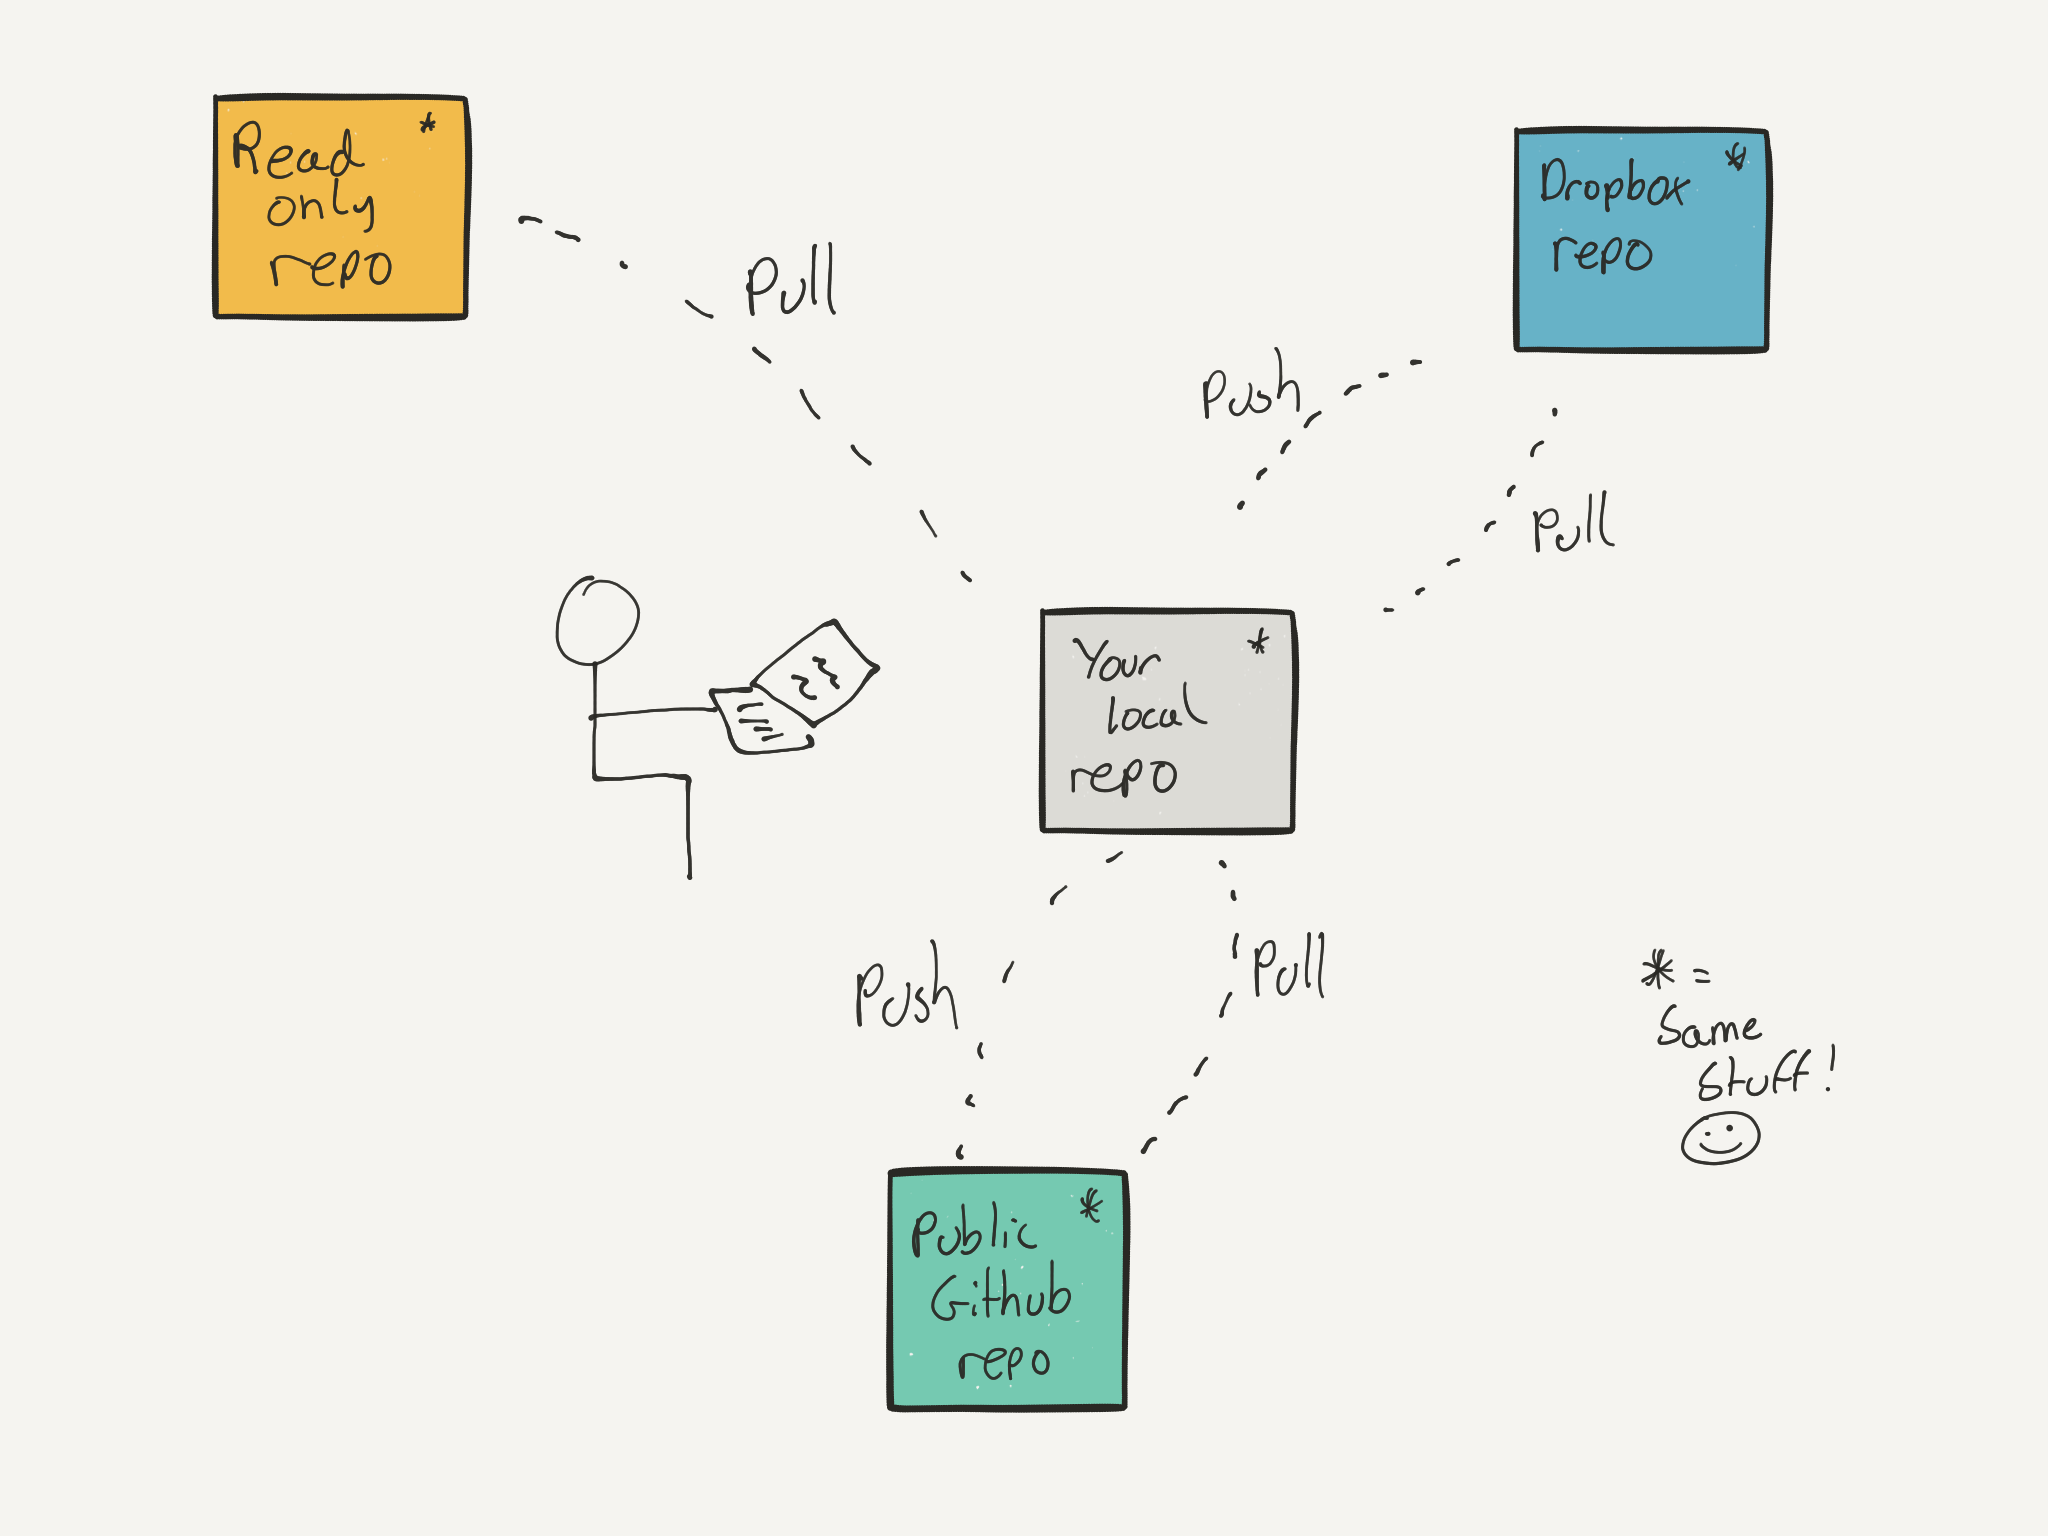 Read *
only
repo
Pull
Dropbox *
repo
Push
Pull
Your *
local
repo
Push
Pull
Public *
Github
repo
* =
Same
Stuff!